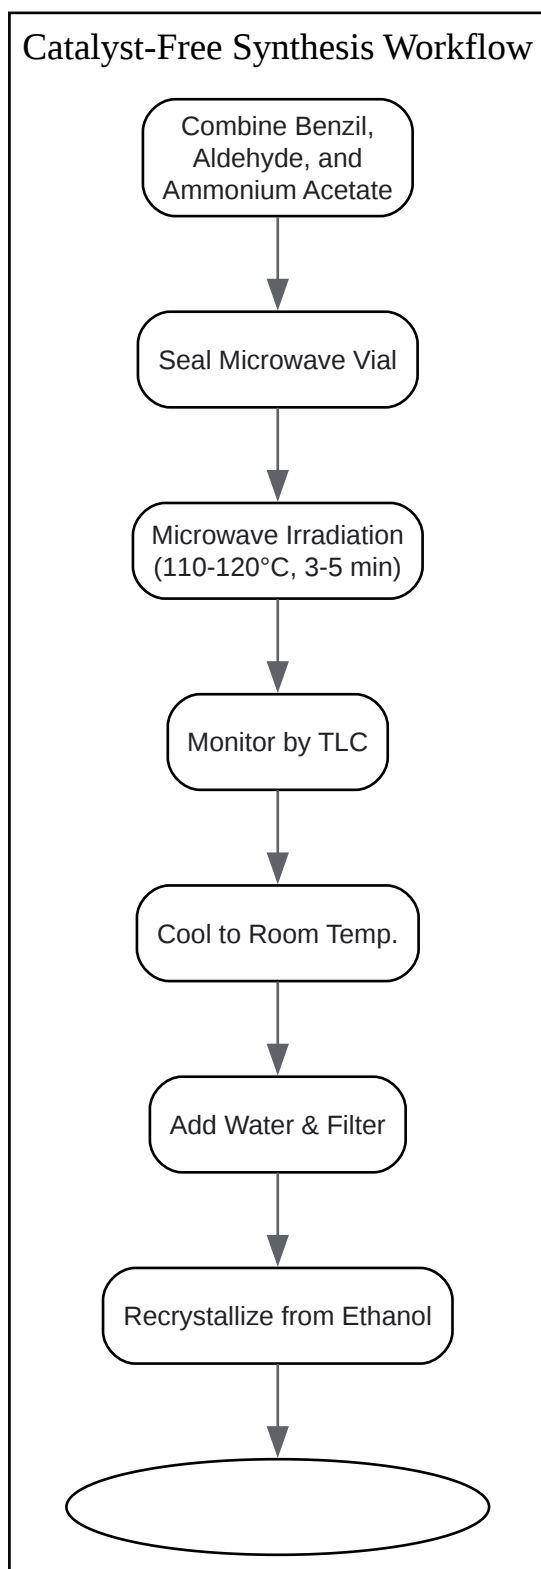 Catalyst-Free Synthesis Workflow
Combine Benzil,
Aldehyde, and
Ammonium Acetate
Seal Microwave Vial
Microwave Irradiation
(110-120°C, 3-5 min)
Monitor by TLC
Cool to Room Temp.
Add Water & Filter
Recrystallize from Ethanol